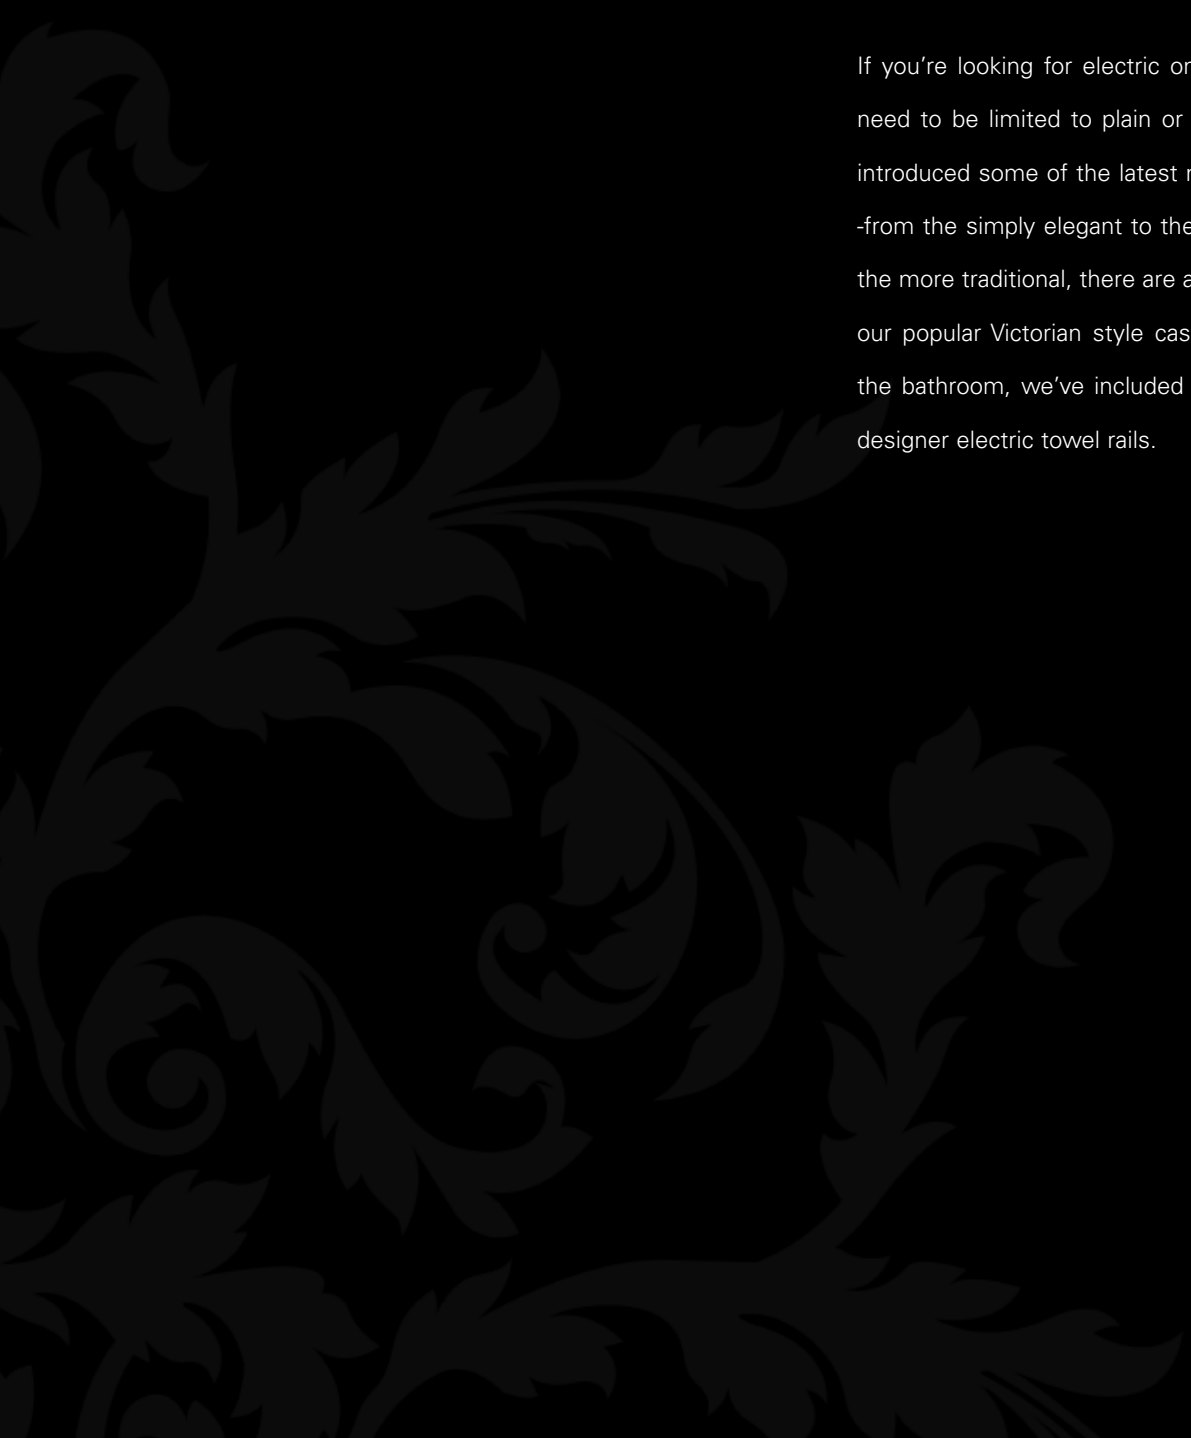 If you’re looking for electric or
need to be limited to plain or
introduced some of the latest
-from the simply elegant to the
the more traditional, there are
our popular Victorian style
the bathroom, we’ve included
designer electric towel rails.